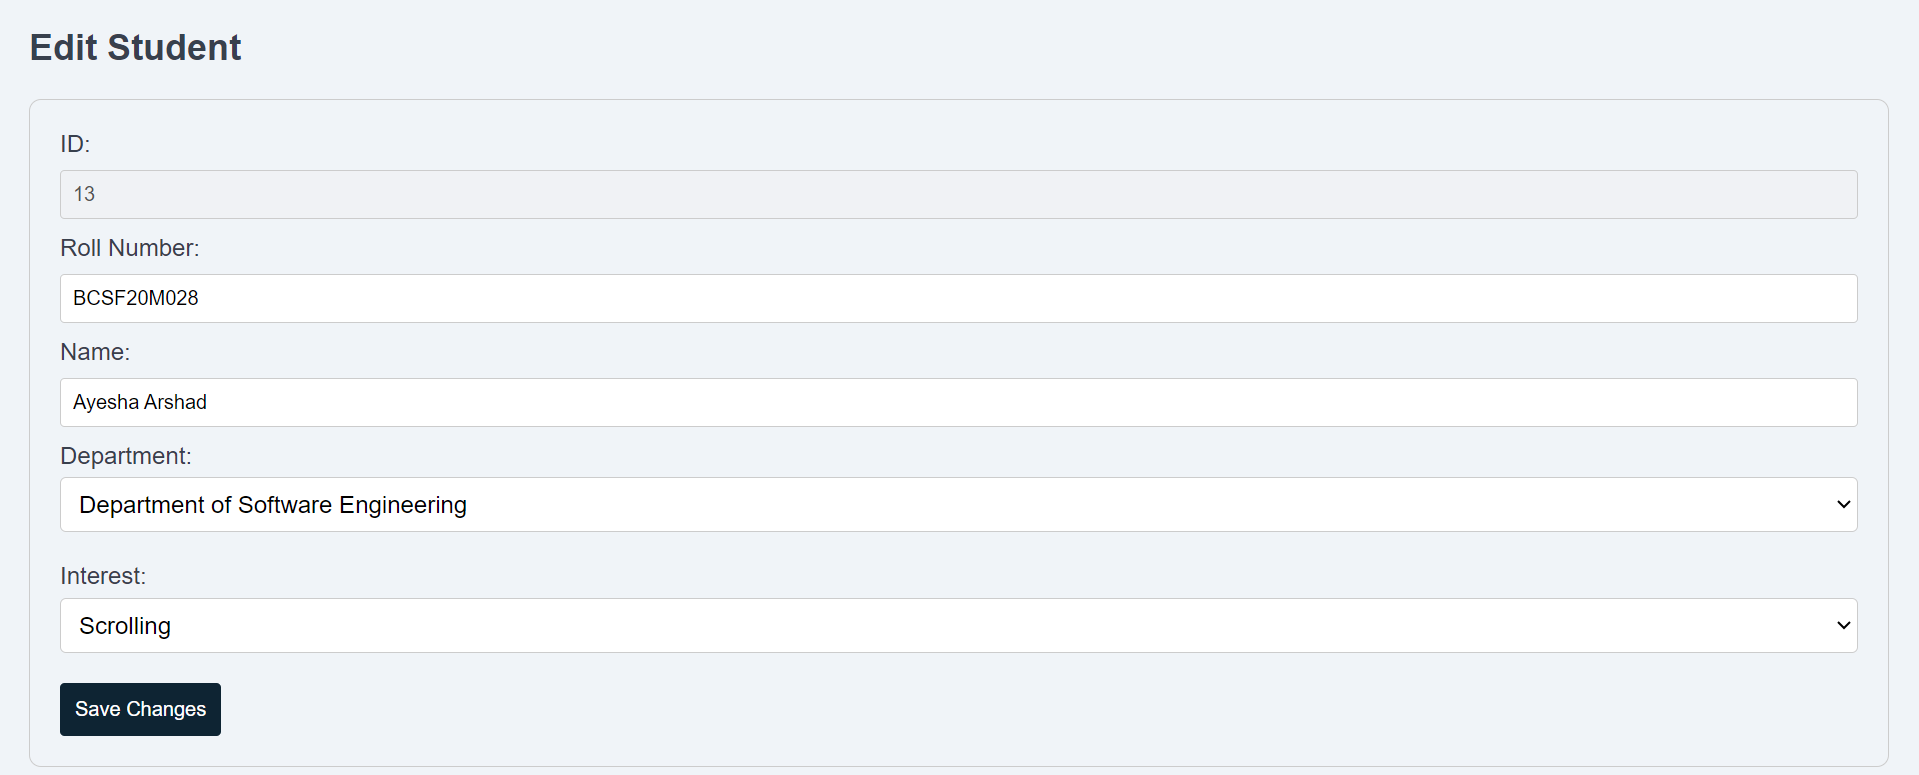 Edit Student
ID:
13
Roll Number:
BCSF20M028
Name:
Ayesha Arshad
Department:
Department of Software Engineering
Interest:
Scrolling
Save Changes